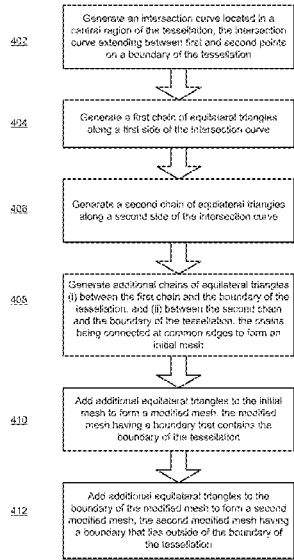 402
Generate an intersection curve located in a
central region of the tessellation, the intersection
curve extending between first and second points
on a boundary of the tessellation
404
Generate a first chain of equilateral triangles
along a first side of the intersection curve
406
Generate a second chain of equilateral triangles
along a second side of the intersection curve
408
Generate additional chains of equilateral triangles
(i) between the first chain and the boundary of the
tessellation, and (ii) between the second chain
and the boundary of the tessellation, the chains
being connected at common edges to form an
initial mesh
410
Add additional equilateral triangles to the initial
mesh to form a modified mesh, the modified
mesh having a boundary that contains the
boundary of the tessellation
412
Add additional equilateral triangles to the
boundary of the modified mesh to form a second
modified mesh, the second modified mesh having
a boundary that lies outside of the boundary of
the tessellation